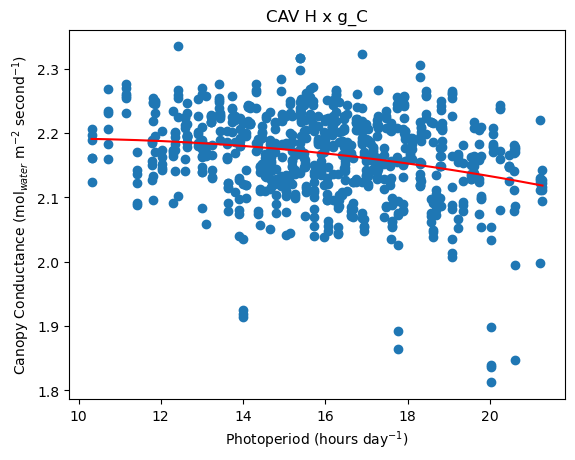 CAV H x g_C
Canopy Conductance (mol_water m⁻² second⁻¹)
2.3
2.2
2.1
2.0
1.9
1.8
10 12 14 16 18 20
Photoperiod (hours day⁻¹)